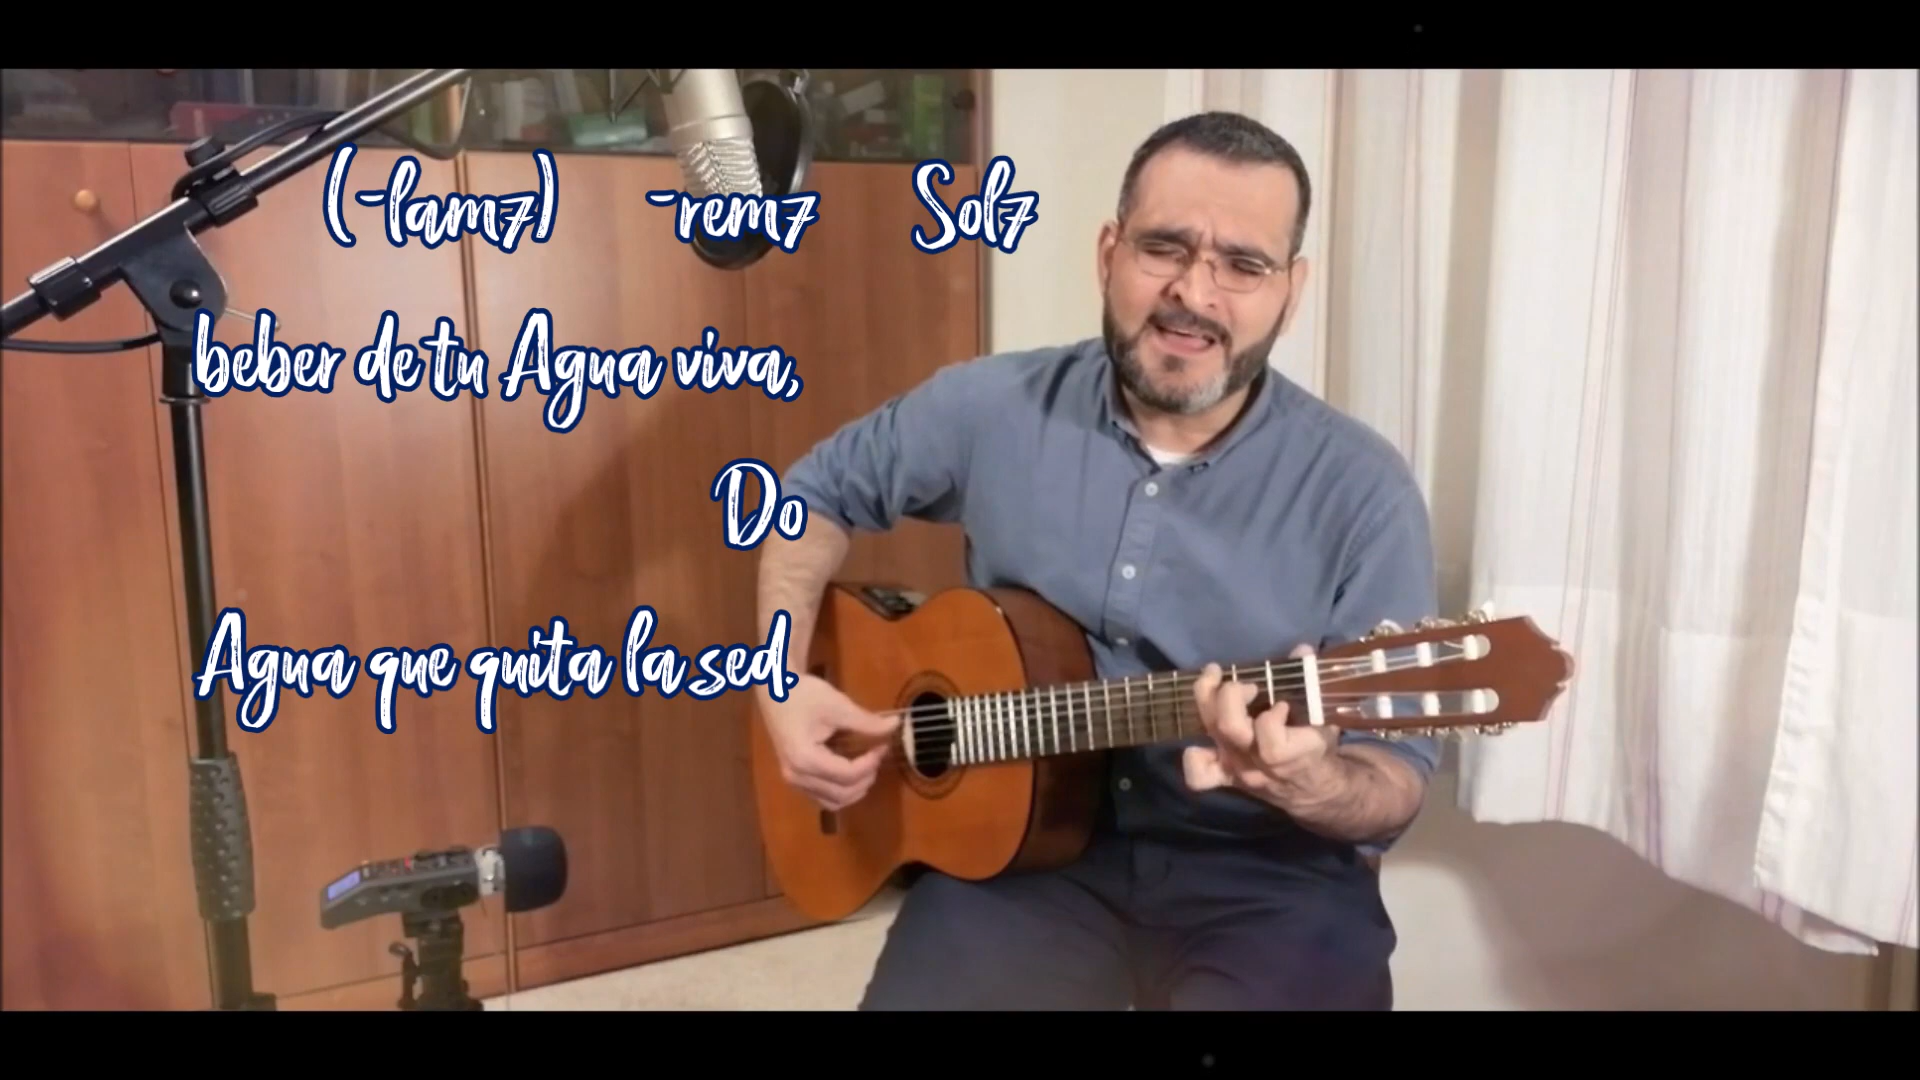 (-lam7) -rem7 Sol7
beber de tu Agua viva,
Do
Agua que quita la sed.